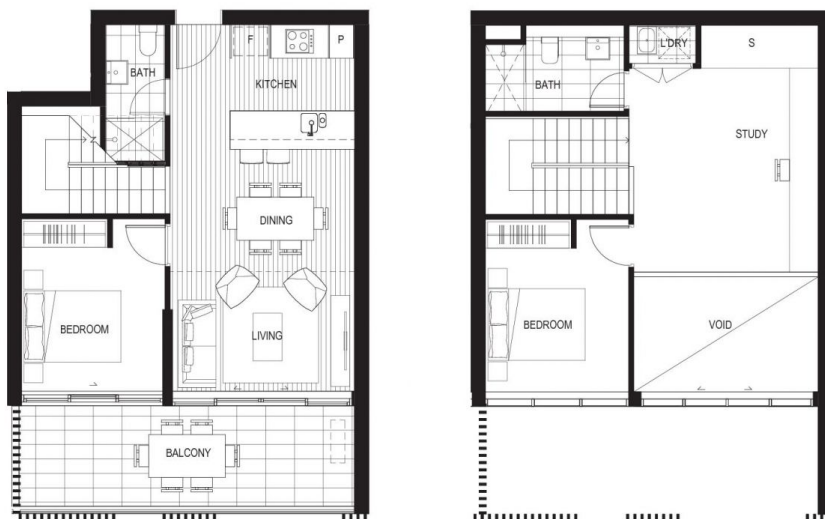 F
P
BATH
KITCHEN
DINING
BEDROOM
LIVING
BALCONY
L'DRY
S
BATH
STUDY
BEDROOM
VOID